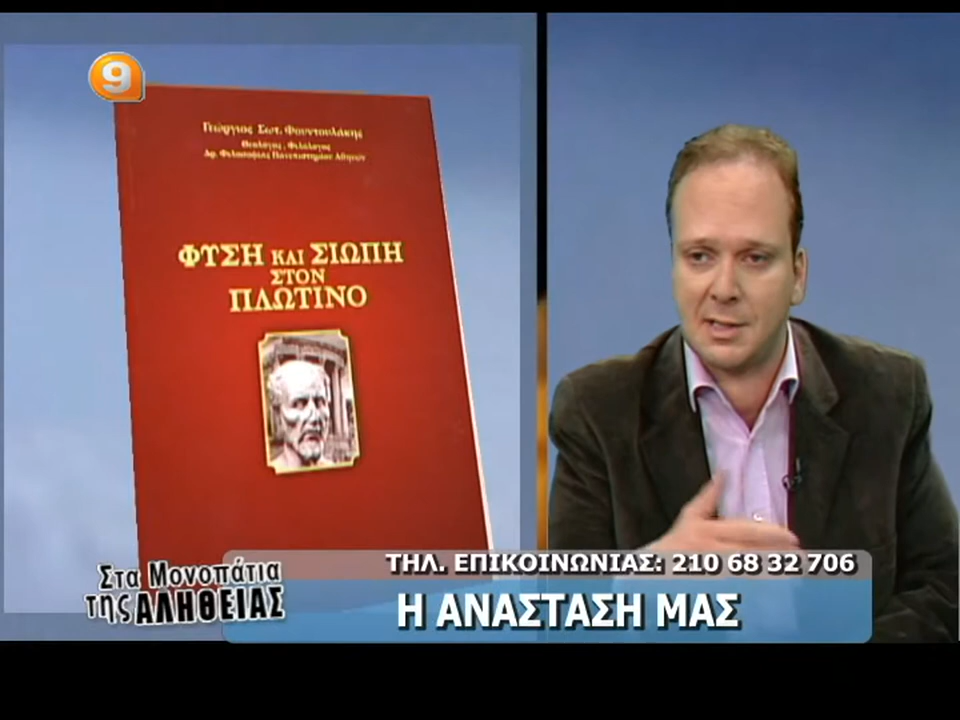 9
Γεώργιος Σωτ. Φουντουλάκης
Θεολόγος, Φιλόλογος
Δρ. Φιλοσοφίας Πανεπιστημίου Αθηνών
ΦΥΣΗ ΚΑΙ ΣΙΩΠΗ
ΣΤΟΝ
ΠΛΩΤΙΝΟ
ΤΗΛ. ΕΠΙΚΟΙΝΩΝΙΑΣ: 210 68 32 706
Στα Μονοπάτια
της ΑΛΗΘΕΙΑΣ
Η ΑΝΑΣΤΑΣΗ ΜΑΣ